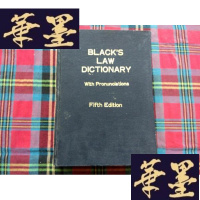 華墨
BLACK'S
LAW
DICTIONARY
With Pronunciations
Fifth Edition
華墨